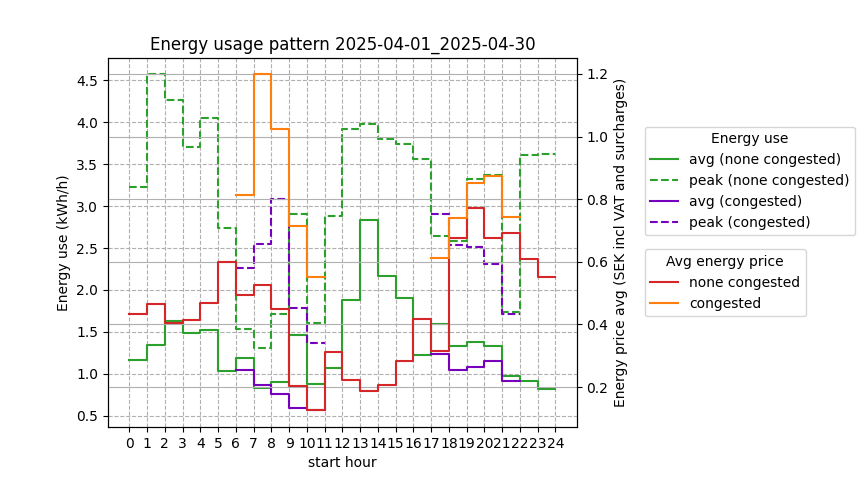 Energy usage pattern 2025-04-01_2025-04-30
Energy use (kWh/h)
4.5
4.0
3.5
3.0
2.5
2.0
1.5
1.0
0.5
0 1 2 3 4 5 6 7 8 9 10 11 12 13 14 15 16 17 18 19 20 21 22 23 24
start hour
1.2
1.0
0.8
0.6
0.4
0.2
Energy price avg (SEK incl VAT and surcharges)
Energy use
avg (none congested)
peak (none congested)
avg (congested)
peak (congested)
Avg energy price
none congested
congested